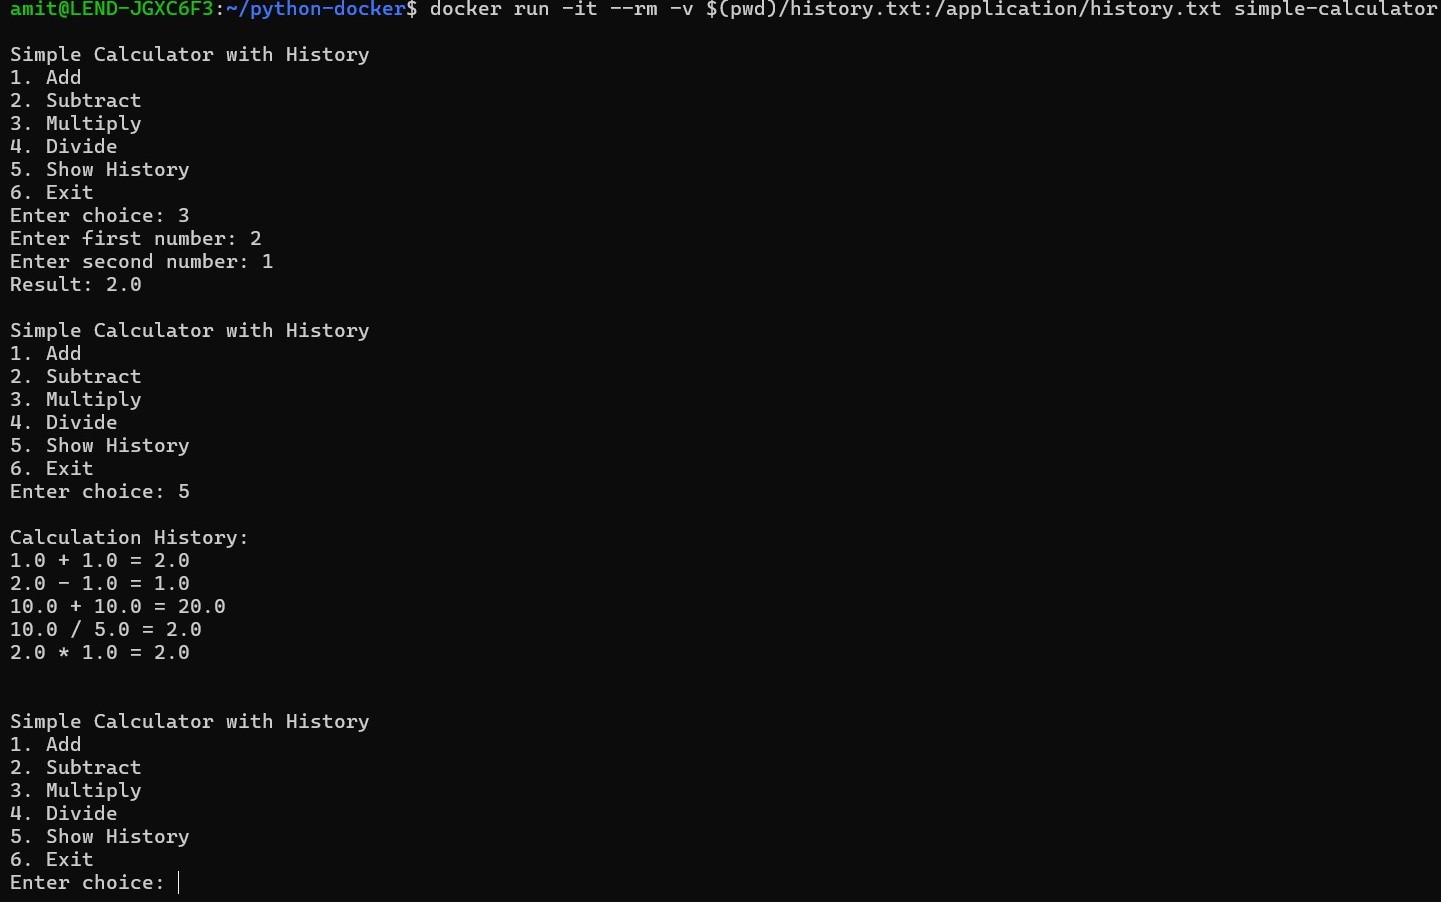 amit@LEND-JGXC6F3:~/python-docker$ docker run -it --rm -v $(pwd)/history.txt:/application/history.txt simple-calculator
Simple Calculator with History
1. Add
2. Subtract
3. Multiply
4. Divide
5. Show History
6. Exit
Enter choice: 3
Enter first number: 2
Enter second number: 1
Result: 2.0
Simple Calculator with History
1. Add
2. Subtract
3. Multiply
4. Divide
5. Show History
6. Exit
Enter choice: 5
Calculation History:
1.0 + 1.0 = 2.0
2.0 - 1.0 = 1.0
10.0 + 10.0 = 20.0
10.0 / 5.0 = 2.0
2.0 * 1.0 = 2.0
Simple Calculator with History
1. Add
2. Subtract
3. Multiply
4. Divide
5. Show History
6. Exit
Enter choice: